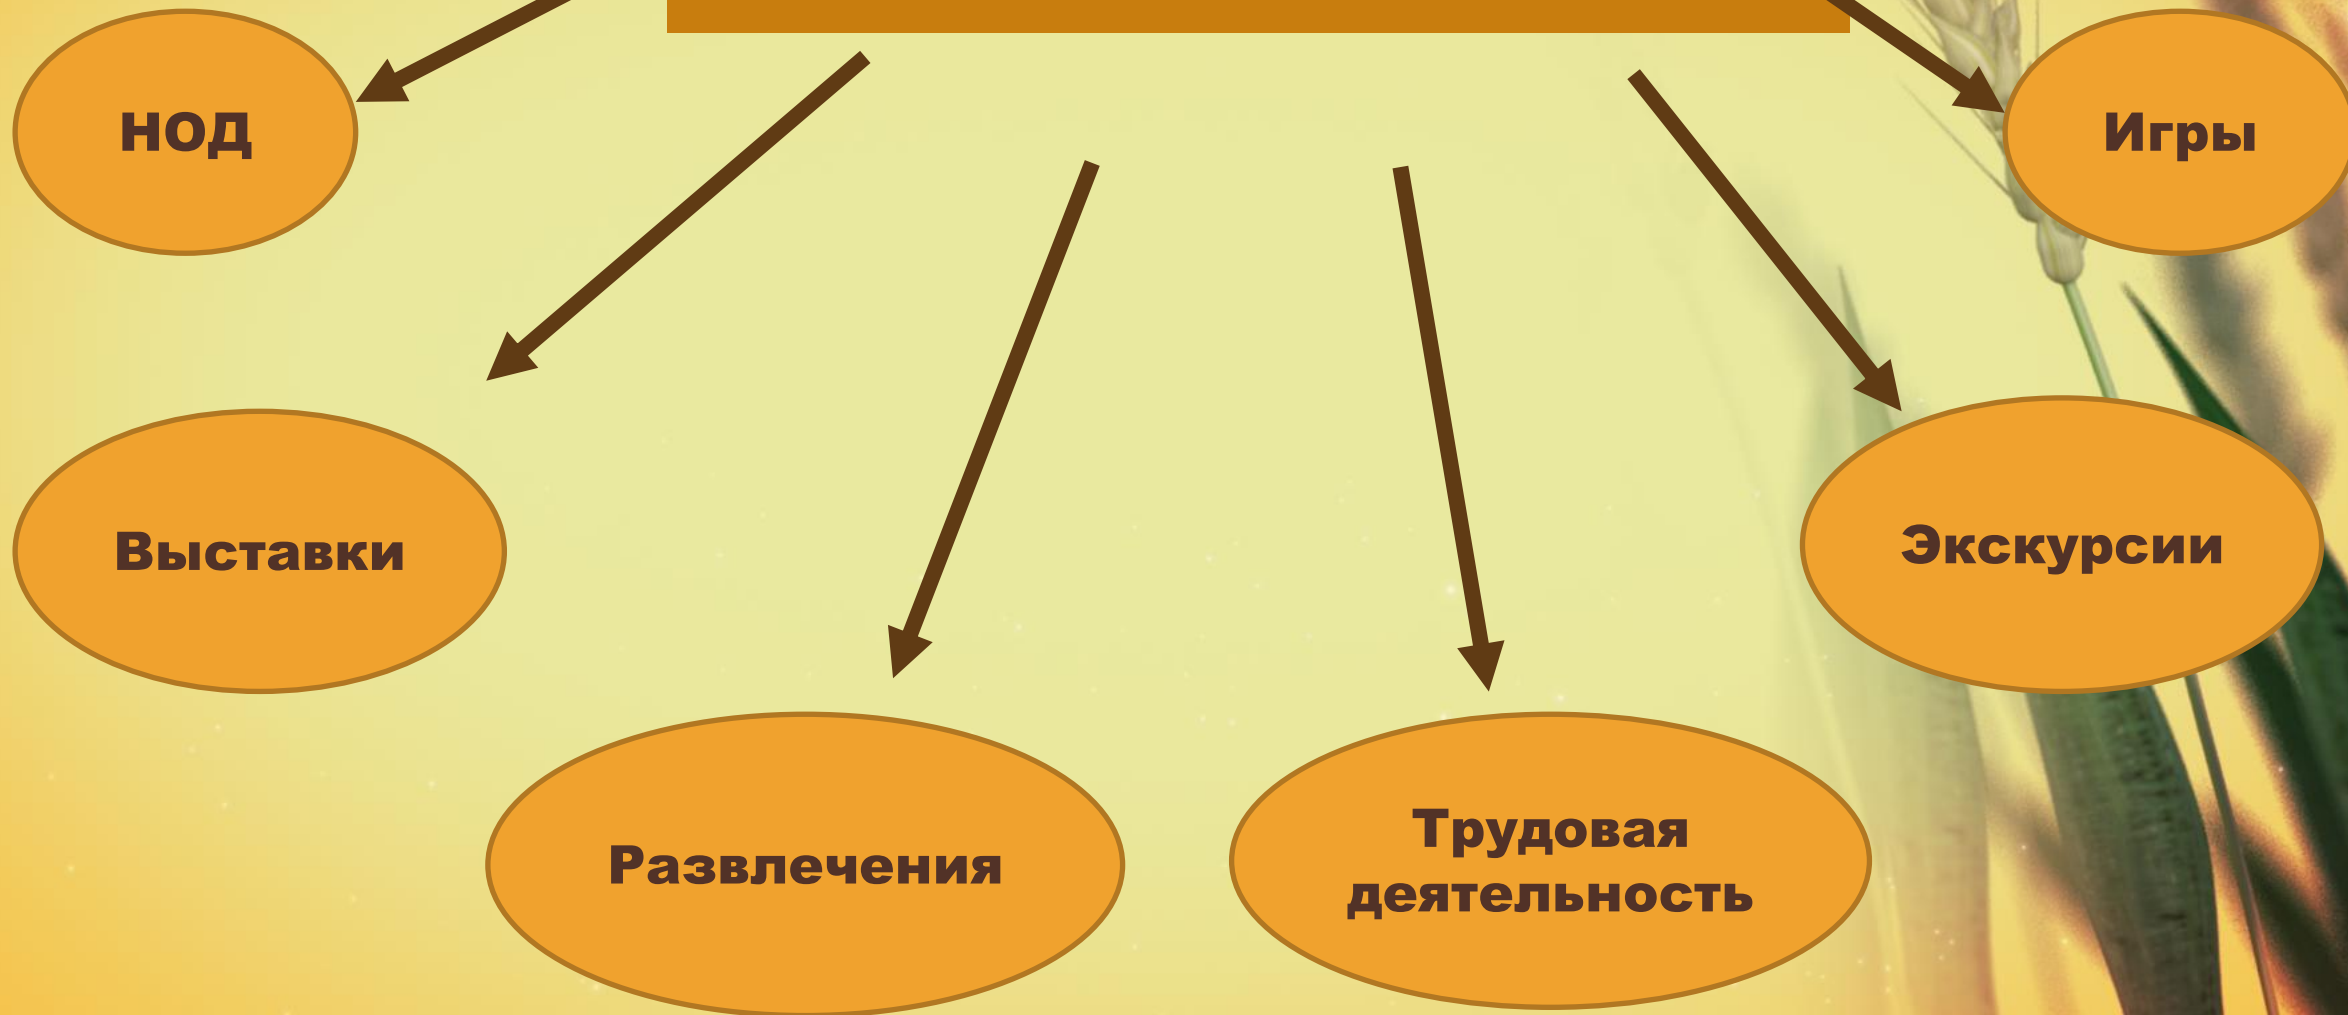 НОД
Игры
Выставки
Экскурсии
Развлечения
Трудовая
деятельность